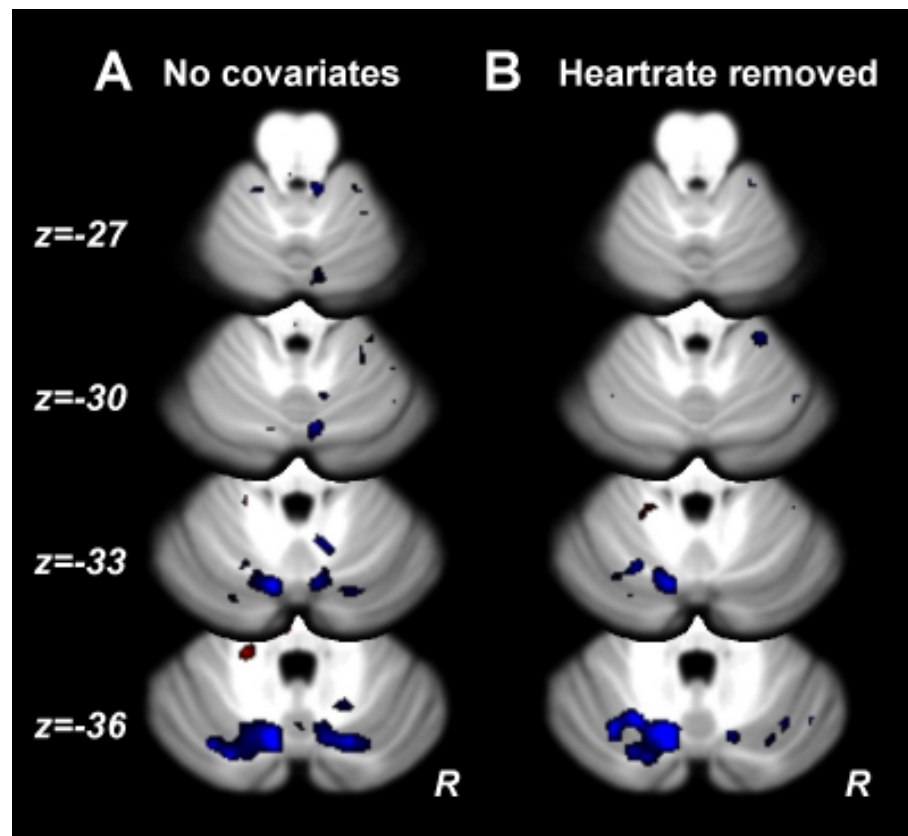 A No covariates
B Heartrate removed
z=-27
z=-30
z=-33
z=-36
R
R